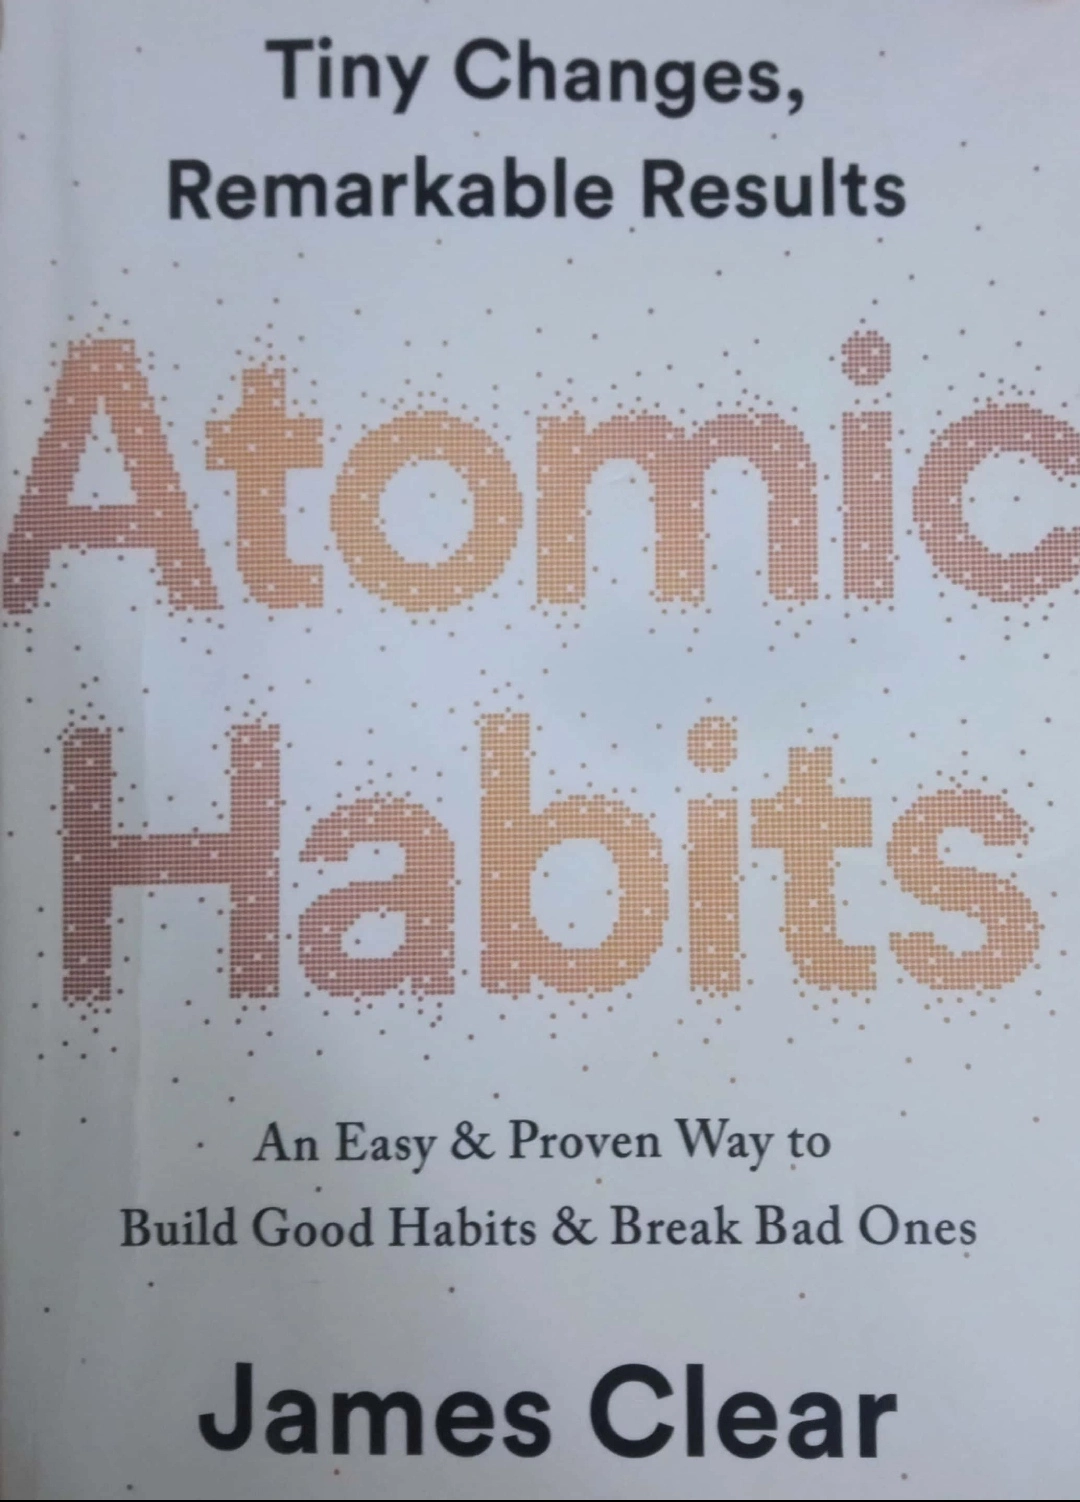 Tiny Changes,
Remarkable Results
Atomic
Habits
An Easy & Proven Way to
Build Good Habits & Break Bad Ones
James Clear